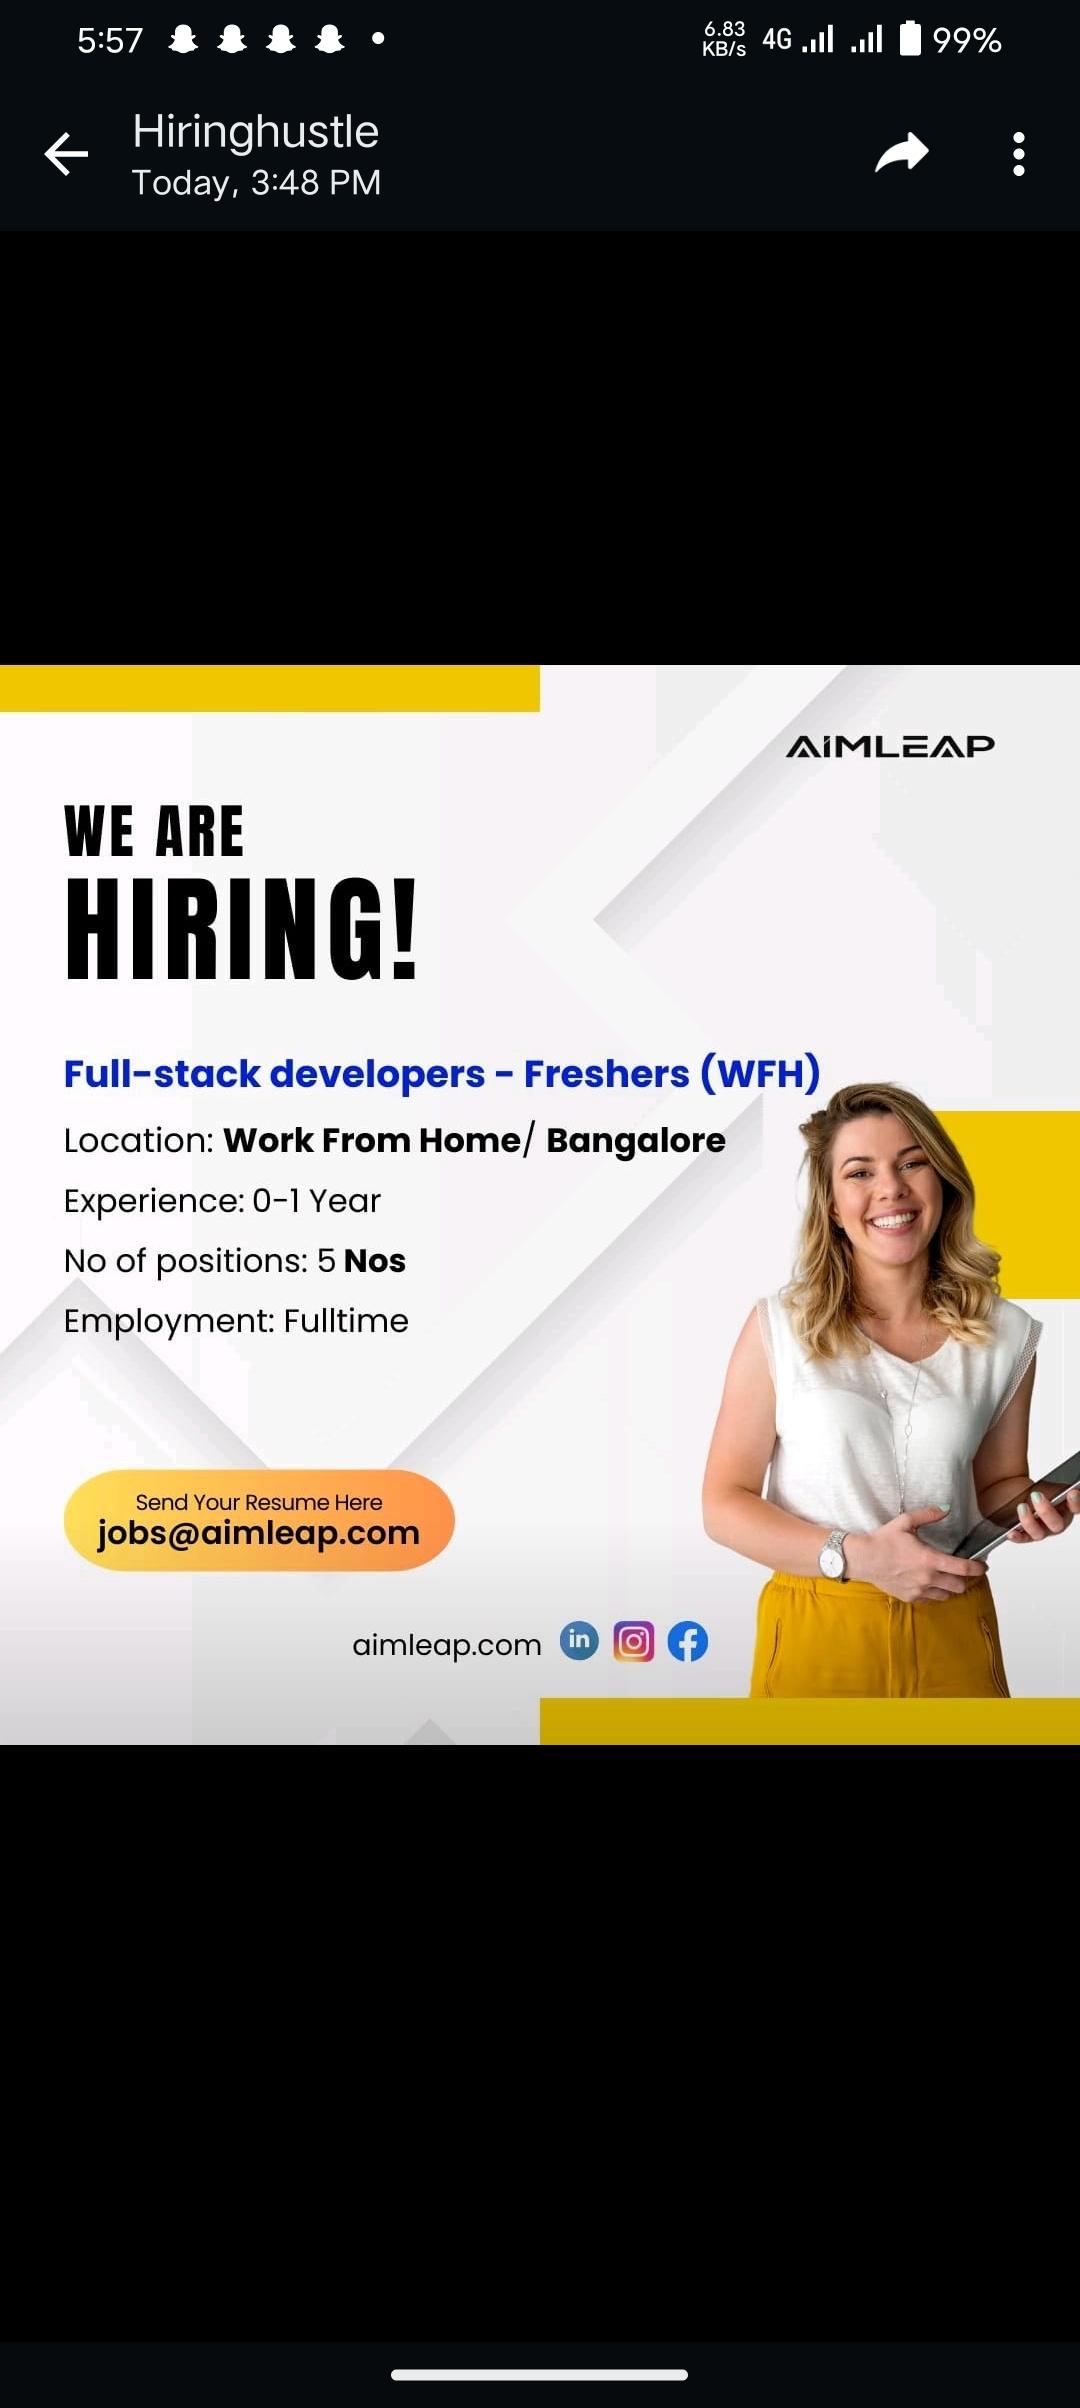 5:57
6.83
KB/s
4G
99%
Hiringhustle
Today, 3:48 PM
AIMLEAP
WE ARE
HIRING!
Full-stack developers - Freshers (WFH)
Location: Work From Home/ Bangalore
Experience: 0-1 Year
No of positions: 5 Nos
Employment: Fulltime
Send Your Resume Here
jobs@aimleap.com
aimleap.com
in